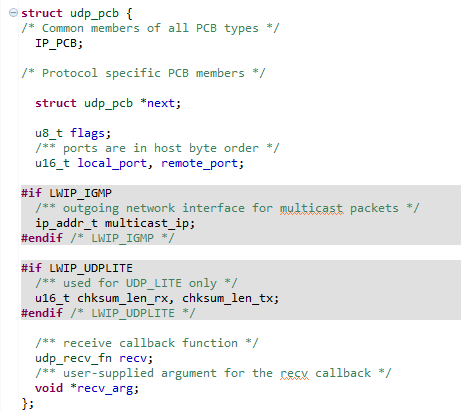 struct udp_pcb {
/* Common members of all PCB types */
  IP_PCB;
/* Protocol specific PCB members */
  struct udp_pcb *next;
  u8_t flags;
  /** ports are in host byte order */
  u16_t local_port, remote_port;
#if LWIP_IGMP
  /** outgoing network interface for multicast packets */
  ip_addr_t multicast_ip;
#endif /* LWIP_IGMP */
#if LWIP_UDPLITE
  /** used for UDP_LITE only */
  u16_t chksum_len_rx, chksum_len_tx;
#endif /* LWIP_UDPLITE */
  /** receive callback function */
  udp_recv_fn recv;
  /** user-supplied argument for the recv callback */
  void *recv_arg;
};